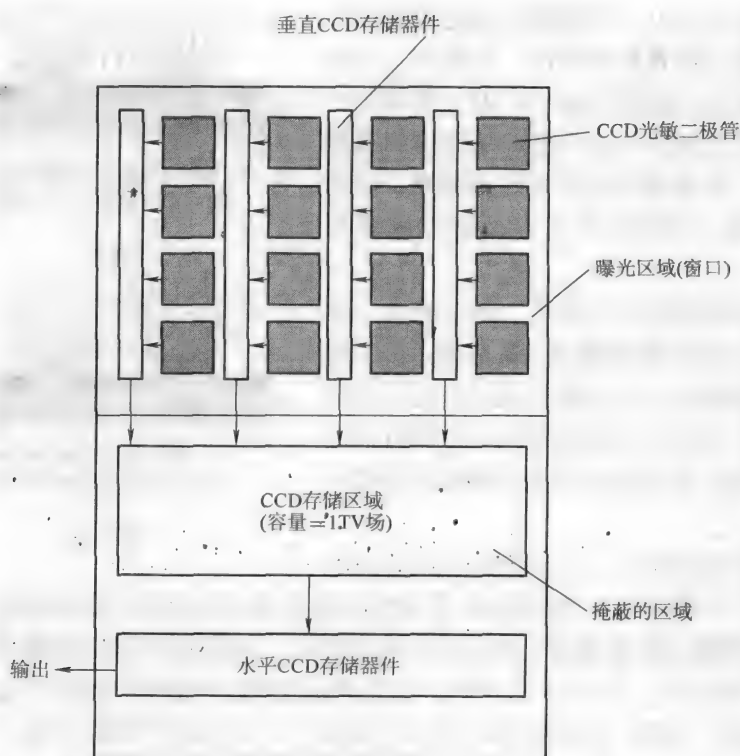 垂直CCD存储器件
CCD光敏二极管
曝光区域(窗口)
CCD存储区域
(容量=1TV场)
掩蔽的区域
水平CCD存储器件
输出